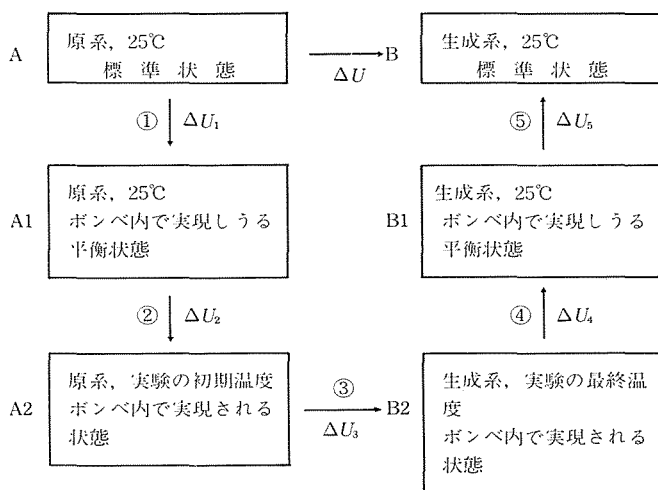 A
原系, 25℃
標準状態
ΔU
B
生成系, 25℃
標準状態
① ΔU₁
⑤ ΔU₅
A1
原系, 25℃
ボンベ内で実現しうる
平衡状態
B1
生成系, 25℃
ボンベ内で実現しうる
平衡状態
② ΔU₂
④ ΔU₄
A2
原系, 実験の初期温度
ボンベ内で実現される
状態
③
ΔU₃
B2
生成系, 実験の最終温
度
ボンベ内で実現される
状態